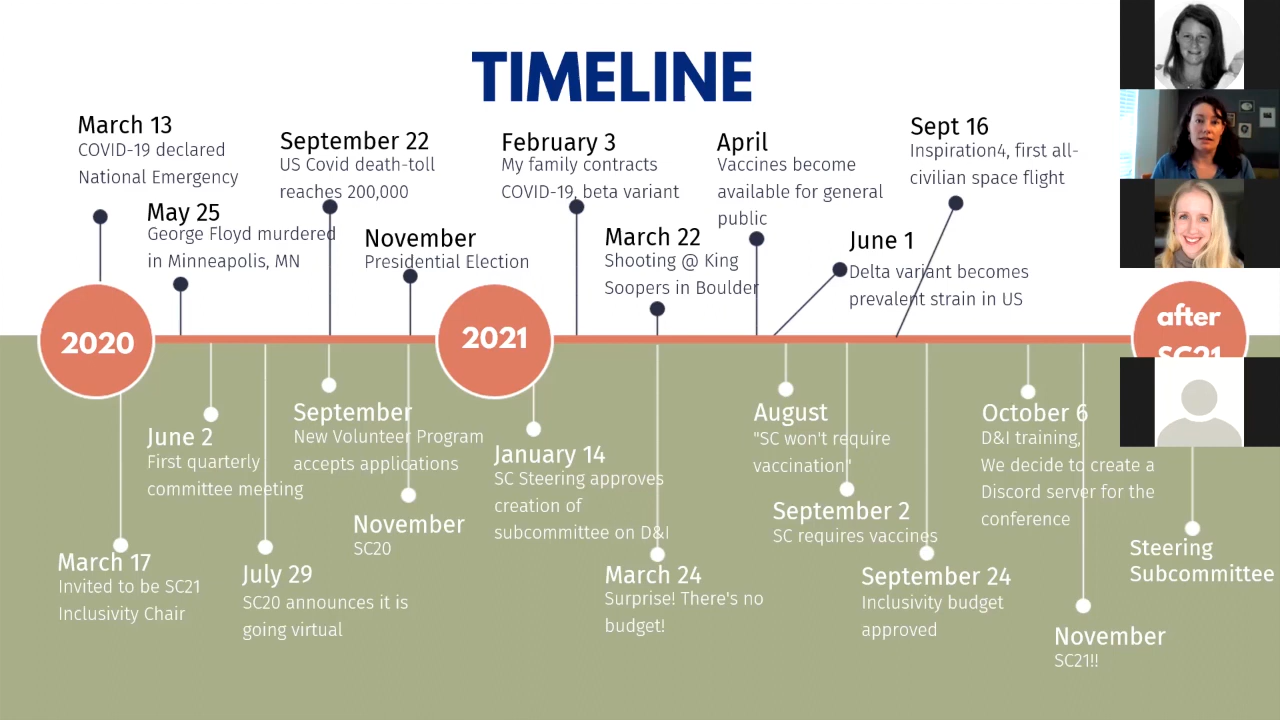 TIMELINE
March 13
COVID-19 declared
National Emergency
May 25
George Floyd murdered
in Minneapolis, MN
September 22
US Covid death-toll
reaches 200,000
November
Presidential Election
February 3
My family contracts
COVID-19, beta variant
March 22
Shooting @ King
Soopers in Boulder
April
Vaccines become
available for general
public
June 1
Delta variant becomes
prevalent strain in US
Sept 16
Inspiration4, first all-
civilian space flight
2020
2021
after
SC21
March 17
Invited to be SC21
Inclusivity Chair
June 2
First quarterly
committee meeting
July 29
SC20 announces it is
going virtual
September
New Volunteer Program
accepts applications
November
SC20
January 14
SC Steering approves
creation of
subcommittee on D&I
March 24
Surprise! There's no
budget!
August
"SC won't require
vaccination"
September 2
SC requires vaccines
September 24
Inclusivity budget
approved
October 6
D&I training,
We decide to create a
Discord server for the
conference
November
SC21!!
Steering
Subcommittee